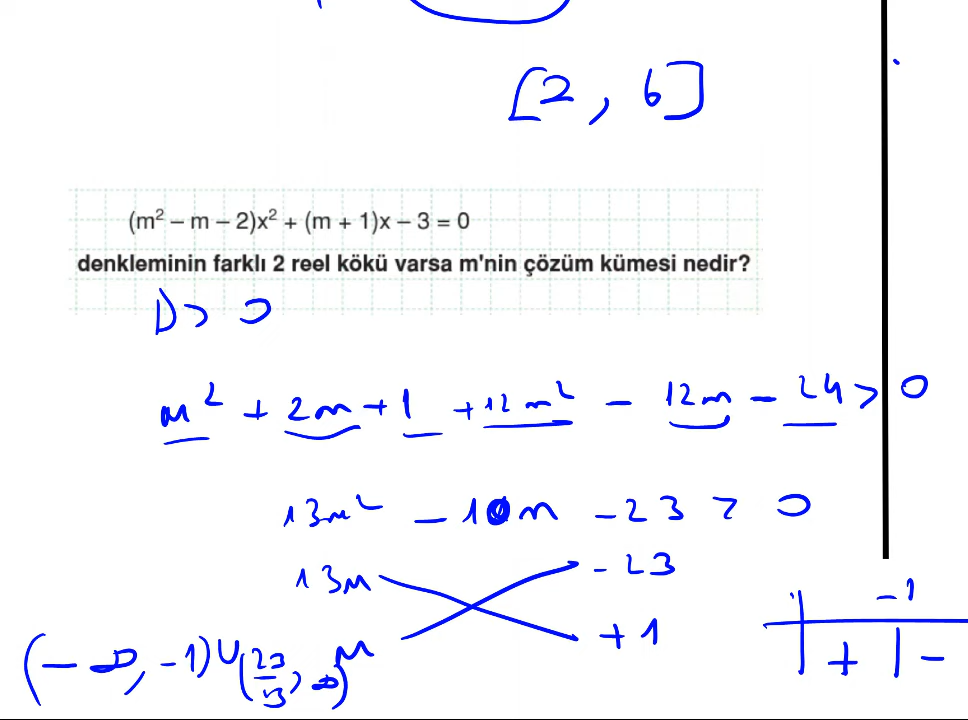 [2, 6]
(m² – m – 2)x² + (m + 1)x – 3 = 0
denkleminin farklı 2 reel kökü varsa m'nin çözüm kümesi nedir?
D > 0
m² + 2m + 1 + 12m² - 12m - 24 > 0
13m² - 10m - 23 > 0
13m - 23
m + 1
(-∞, -1) ∪ (23/13, ∞)
-1
+ | -